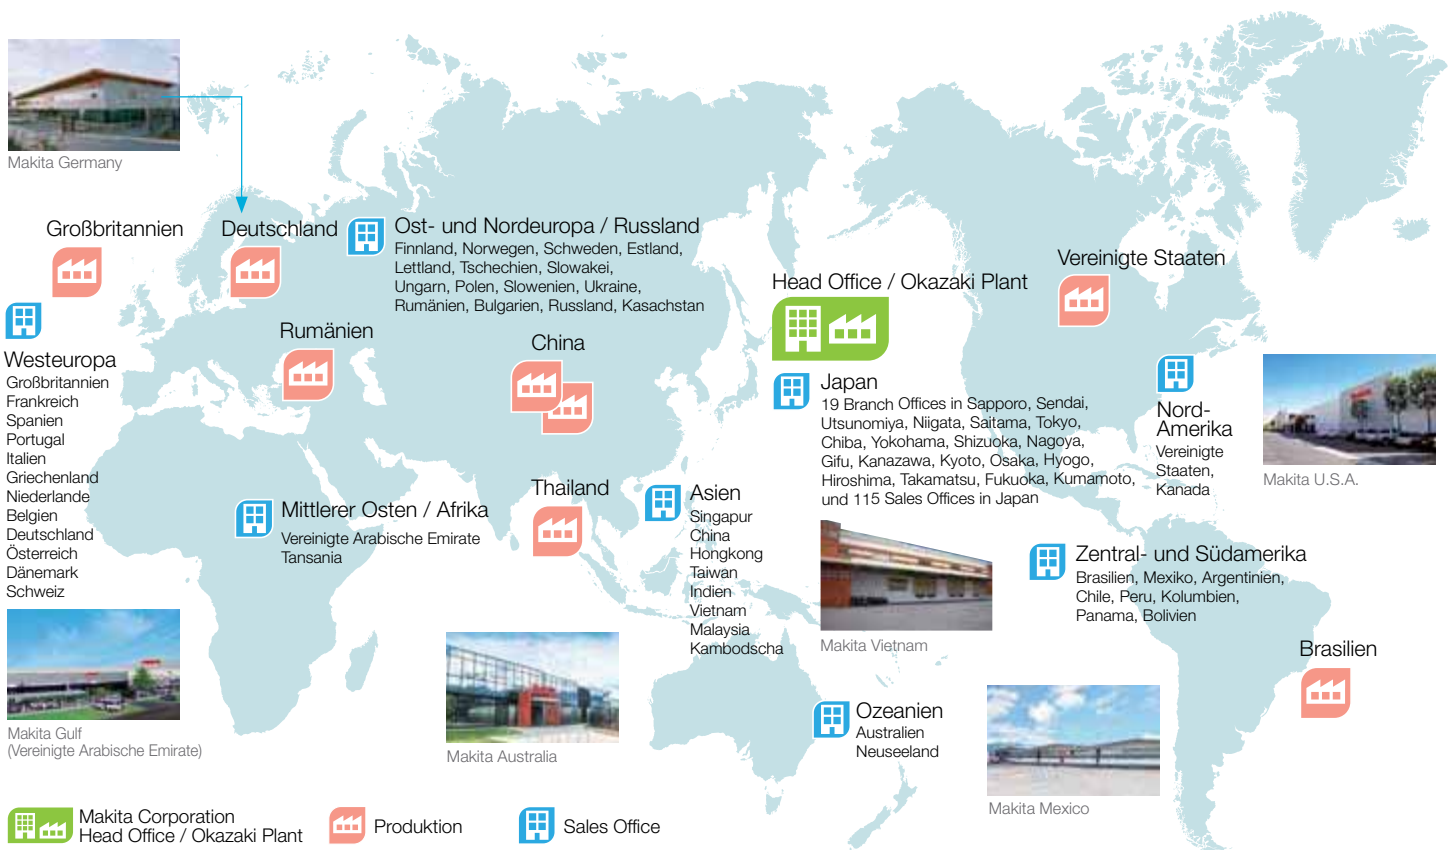 Makita Germany
Großbritannien
Deutschland
Ost- und Nordeuropa / Russland
Finnland, Norwegen, Schweden, Estland,
Lettland, Tschechien, Slowakei,
Ungarn, Polen, Slowenien, Ukraine,
Rumänien, Bulgarien, Russland, Kasachstan
Vereinigte Staaten
Head Office / Okazaki Plant
Rumänien
China
Westeuropa
Großbritannien
Frankreich
Spanien
Portugal
Italien
Griechenland
Niederlande
Belgien
Deutschland
Österreich
Dänemark
Schweiz
Japan
19 Branch Offices in Sapporo, Sendai,
Utsunomiya, Niigata, Saitama, Tokyo,
Chiba, Yokohama, Shizuoka, Nagoya,
Gifu, Kanazawa, Kyoto, Osaka, Hyogo,
Hiroshima, Takamatsu, Fukuoka, Kumamoto,
und 115 Sales Offices in Japan
Nord-
Amerika
Vereinigte
Staaten,
Kanada
Makita U.S.A.
Thailand
Mittlerer Osten / Afrika
Vereinigte Arabische Emirate
Tansania
Asien
Singapur
China
Hongkong
Taiwan
Indien
Vietnam
Malaysia
Kambodscha
Makita Vietnam
Zentral- und Südamerika
Brasilien, Mexiko, Argentinien,
Chile, Peru, Kolumbien,
Panama, Bolivien
Brasilien
Makita Gulf
(Vereinigte Arabische Emirate)
Makita Australia
Ozeanien
Australien
Neuseeland
Makita Mexico
Makita Corporation
Head Office / Okazaki Plant
Produktion
Sales Office